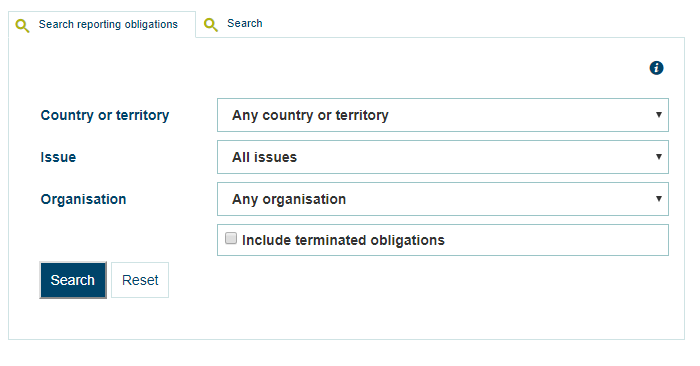 Search reporting obligations
Search
Country or territory
Any country or territory
Issue
All issues
Organisation
Any organisation
Include terminated obligations
Search
Reset